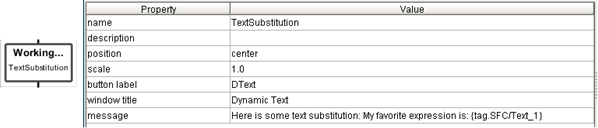 Working...
TextSubstitution
Property Value
name TextSubstitution
description
position center
scale 1.0
button label DText
window title Dynamic Text
message Here is some text substitution: My favorite expression is: {tag.SFC/Text_1}